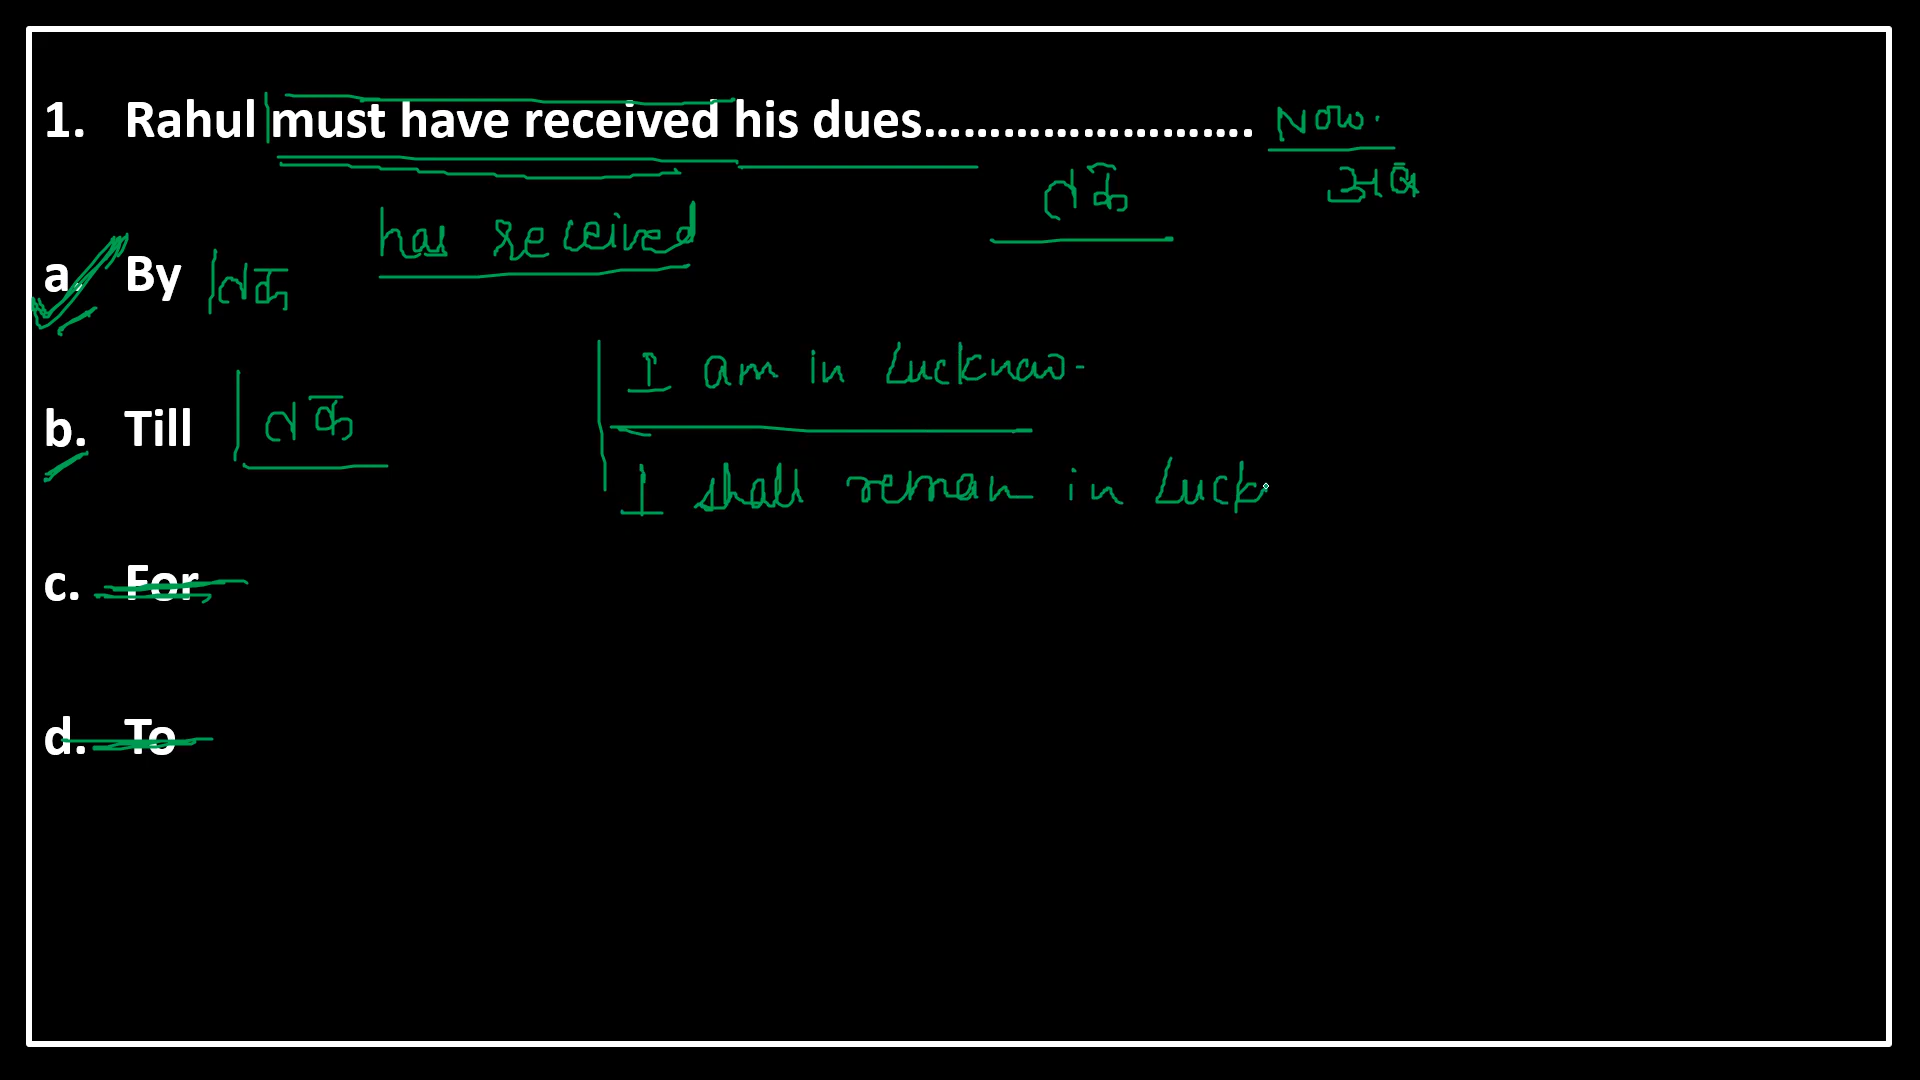 1. Rahul must have received his dues........................ Now.
तक अब
has received
a. By तक
I am in Lucknow.
b. Till तक
I shall reman in Luck
c. For
d. To